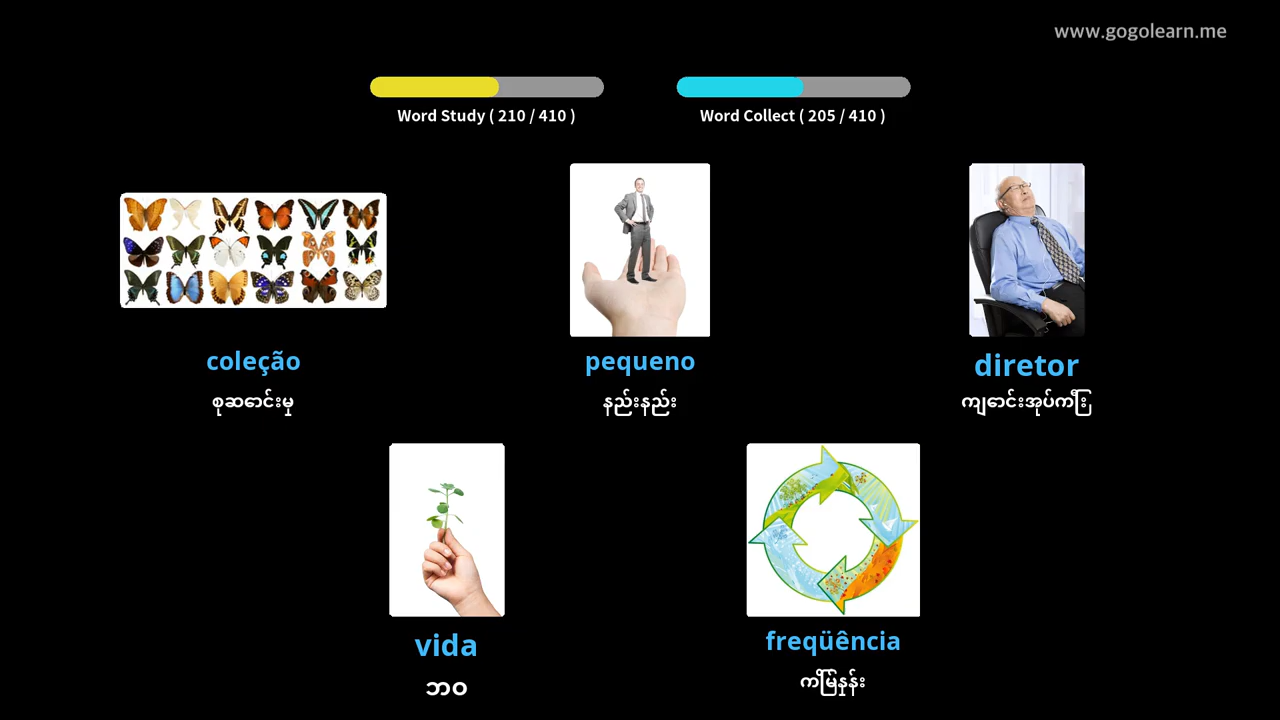 www.gogolearn.me
Word Study ( 210 / 410 )
Word Collect ( 205 / 410 )
coleção
pequeno
diretor
စုဆောင်းမှု
နည်းနည်း
ကျောင်းအုပ်ကြီး
vida
freqüência
ဘဝ
ကြိမ်နှုန်း